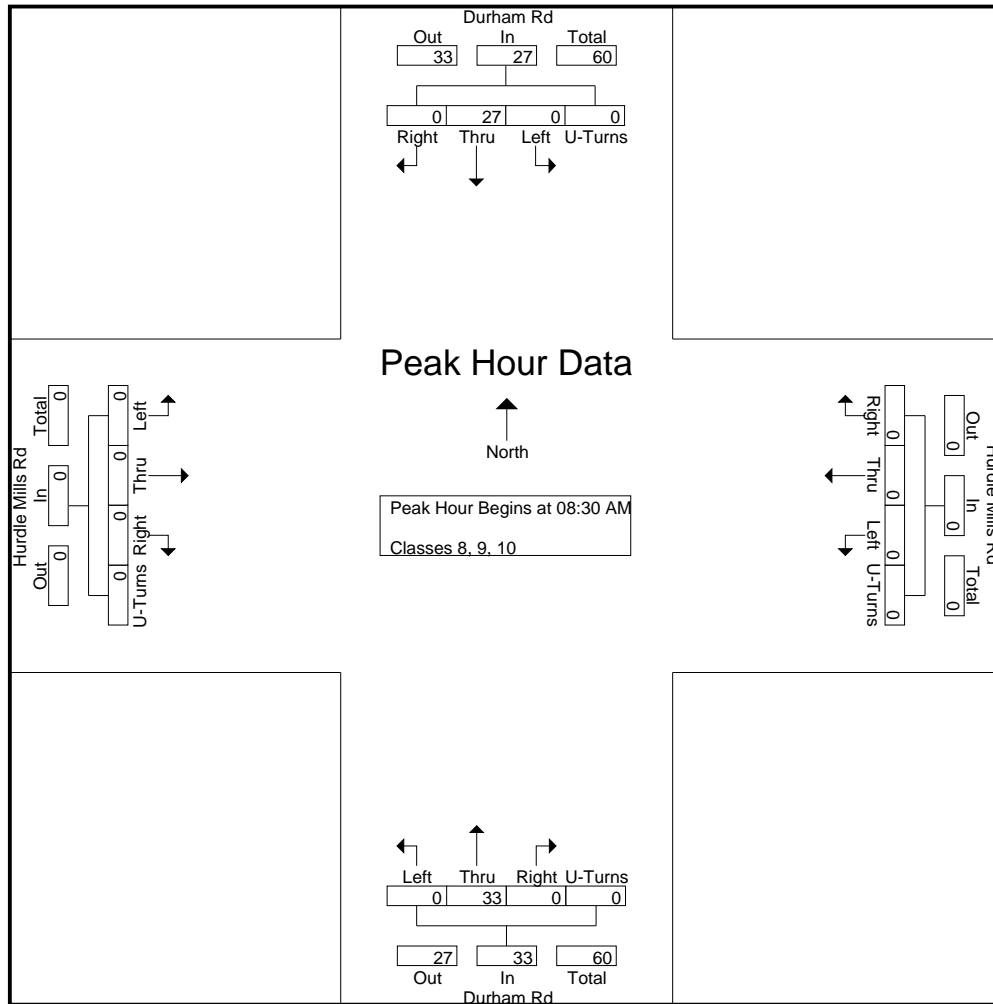 Durham Rd
Out In Total
33 27 60
0 27 0 0
Right Thru Left U-Turns
Peak Hour Data
North
Peak Hour Begins at 08:30 AM
Classes 8, 9, 10
Hurdle Mills Rd
Out In Total
0 0 0
0 0 0 0
U-Turns Right Thru Left
Hurdle Mills Rd
Out In Total
0 0 0
0 0 0 0
Right Thru Left U-Turns
Left Thru Right U-Turns
0 33 0 0
27 33 60
Out In Total
Durham Rd